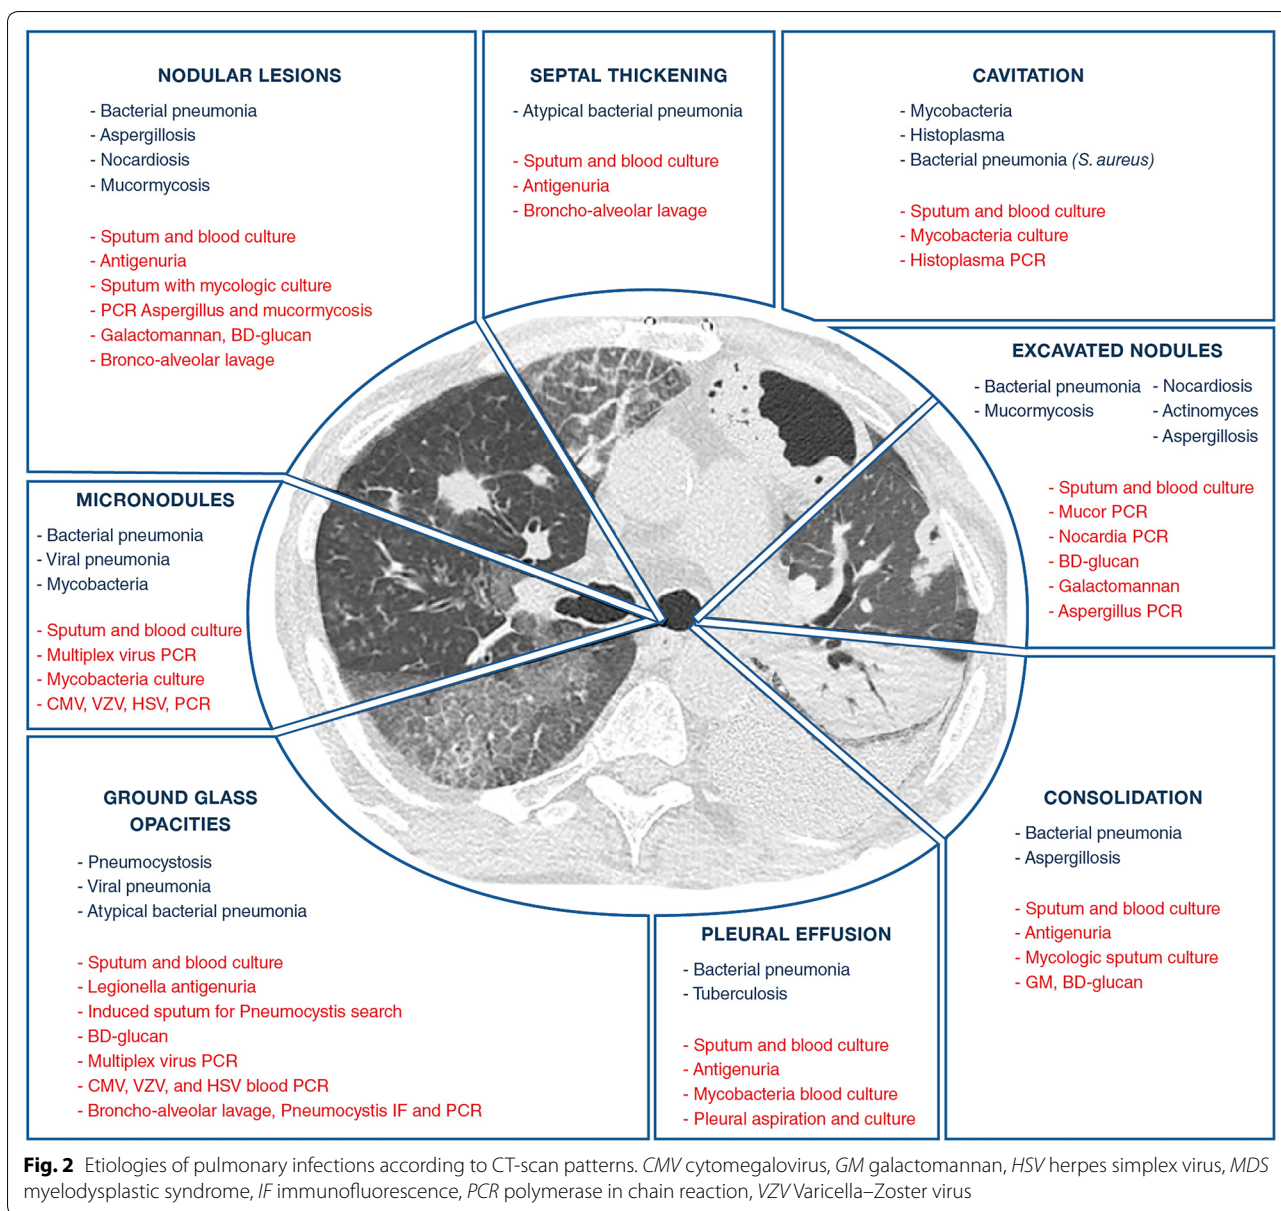 NODULAR LESIONS
- Bacterial pneumonia
- Aspergillosis
- Nocardiosis
- Mucormycosis
- Sputum and blood culture
- Antigenuria
- Sputum with mycologic culture
- PCR Aspergillus and mucormycosis
- Galactomannan, BD-glucan
- Bronco-alveolar lavage
SEPTAL THICKENING
- Atypical bacterial pneumonia
- Sputum and blood culture
- Antigenuria
- Broncho-alveolar lavage
CAVITATION
- Mycobacteria
- Histoplasma
- Bacterial pneumonia (S. aureus)
- Sputum and blood culture
- Mycobacteria culture
- Histoplasma PCR
EXCAVATED NODULES
- Bacterial pneumonia
- Mucormycosis
- Nocardiosis
- Actinomyces
- Aspergillosis
- Sputum and blood culture
- Mucor PCR
- Nocardia PCR
- BD-glucan
- Galactomannan
- Aspergillus PCR
MICRONODULES
- Bacterial pneumonia
- Viral pneumonia
- Mycobacteria
- Sputum and blood culture
- Multiplex virus PCR
- Mycobacteria culture
- CMV, VZV, HSV, PCR
GROUND GLASS
OPACITIES
- Pneumocystosis
- Viral pneumonia
- Atypical bacterial pneumonia
- Sputum and blood culture
- Legionella antigenuria
- Induced sputum for Pneumocystis search
- BD-glucan
- Multiplex virus PCR
- CMV, VZV, and HSV blood PCR
- Broncho-alveolar lavage, Pneumocystis IF and PCR
PLEURAL EFFUSION
- Bacterial pneumonia
- Tuberculosis
- Sputum and blood culture
- Antigenuria
- Mycobacteria blood culture
- Pleural aspiration and culture
CONSOLIDATION
- Bacterial pneumonia
- Aspergillosis
- Sputum and blood culture
- Antigenuria
- Mycologic sputum culture
- GM, BD-glucan
Fig. 2 Etiologies of pulmonary infections according to CT-scan patterns. CMV cytomegalovirus, GM galactomannan, HSV herpes simplex virus, MDS
myelodysplastic syndrome, IF immunofluorescence, PCR polymerase in chain reaction, VZV Varicella–Zoster virus